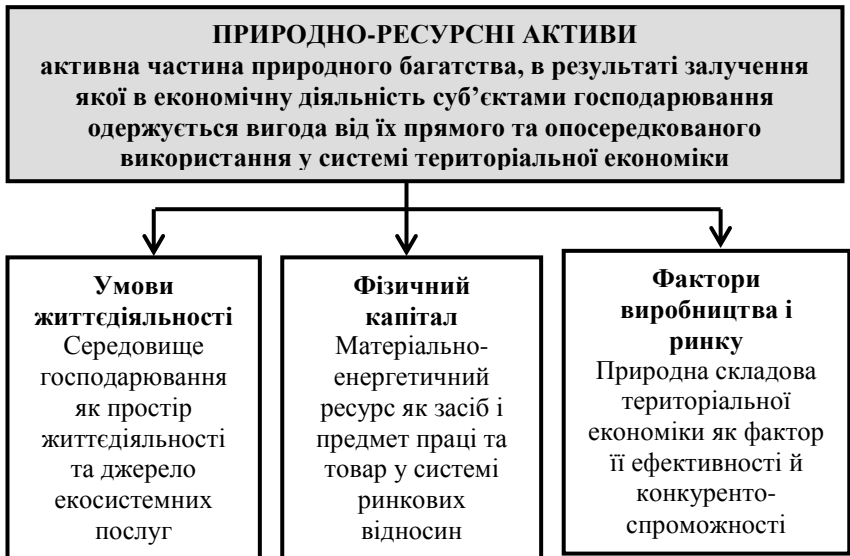 ПРИРОДНО-РЕСУРСНІ АКТИВИ
активна частина природного багатства, в результаті залучення
якої в економічну діяльність суб’єктами господарювання
одержується вигода від їх прямого та опосередкованого
використання у системі територіальної економіки
Умови
життєдіяльності
Середовище
господарювання
як простір
життєдіяльності
та джерело
екосистемних
послуг
Фізичний
капітал
Матеріально-
енергетичний
ресурс як засіб і
предмет праці та
товар у системі
ринкових
відносин
Фактори
виробництва і
ринку
Природна складова
територіальної
економіки як фактор
її ефективності й
конкуренто-
спроможності